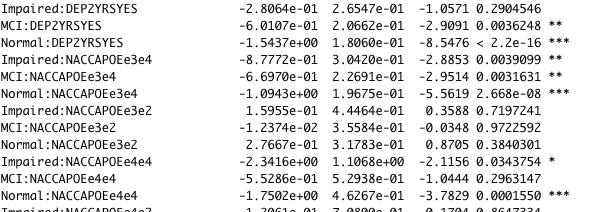 Impaired:DEP2YRSYES -2.8064e-01 2.6547e-01 -1.0571 0.2904546
MCI:DEP2YRSYES -6.0107e-01 2.0662e-01 -2.9091 0.0036248 **
Normal:DEP2YRSYES -1.5437e+00 1.8060e-01 -8.5476 < 2.2e-16 ***
Impaired:NACCAPOEe3e4 -8.7772e-01 3.0420e-01 -2.8853 0.0039099 **
MCI:NACCAPOEe3e4 -6.6970e-01 2.2691e-01 -2.9514 0.0031631 **
Normal:NACCAPOEe3e4 -1.0943e+00 1.9675e-01 -5.5619 2.668e-08 ***
Impaired:NACCAPOEe3e2 1.5955e-01 4.4464e-01 0.3588 0.7197241
MCI:NACCAPOEe3e2 -1.2374e-02 3.5584e-01 -0.0348 0.9722592
Normal:NACCAPOEe3e2 2.7667e-01 3.1783e-01 0.8705 0.3840301
Impaired:NACCAPOEe4e4 -2.3416e+00 1.1068e+00 -2.1156 0.0343754 *
MCI:NACCAPOEe4e4 -5.5286e-01 5.2938e-01 -1.0444 0.2963147
Normal:NACCAPOEe4e4 -1.7502e+00 4.6267e-01 -3.7829 0.0001550 ***